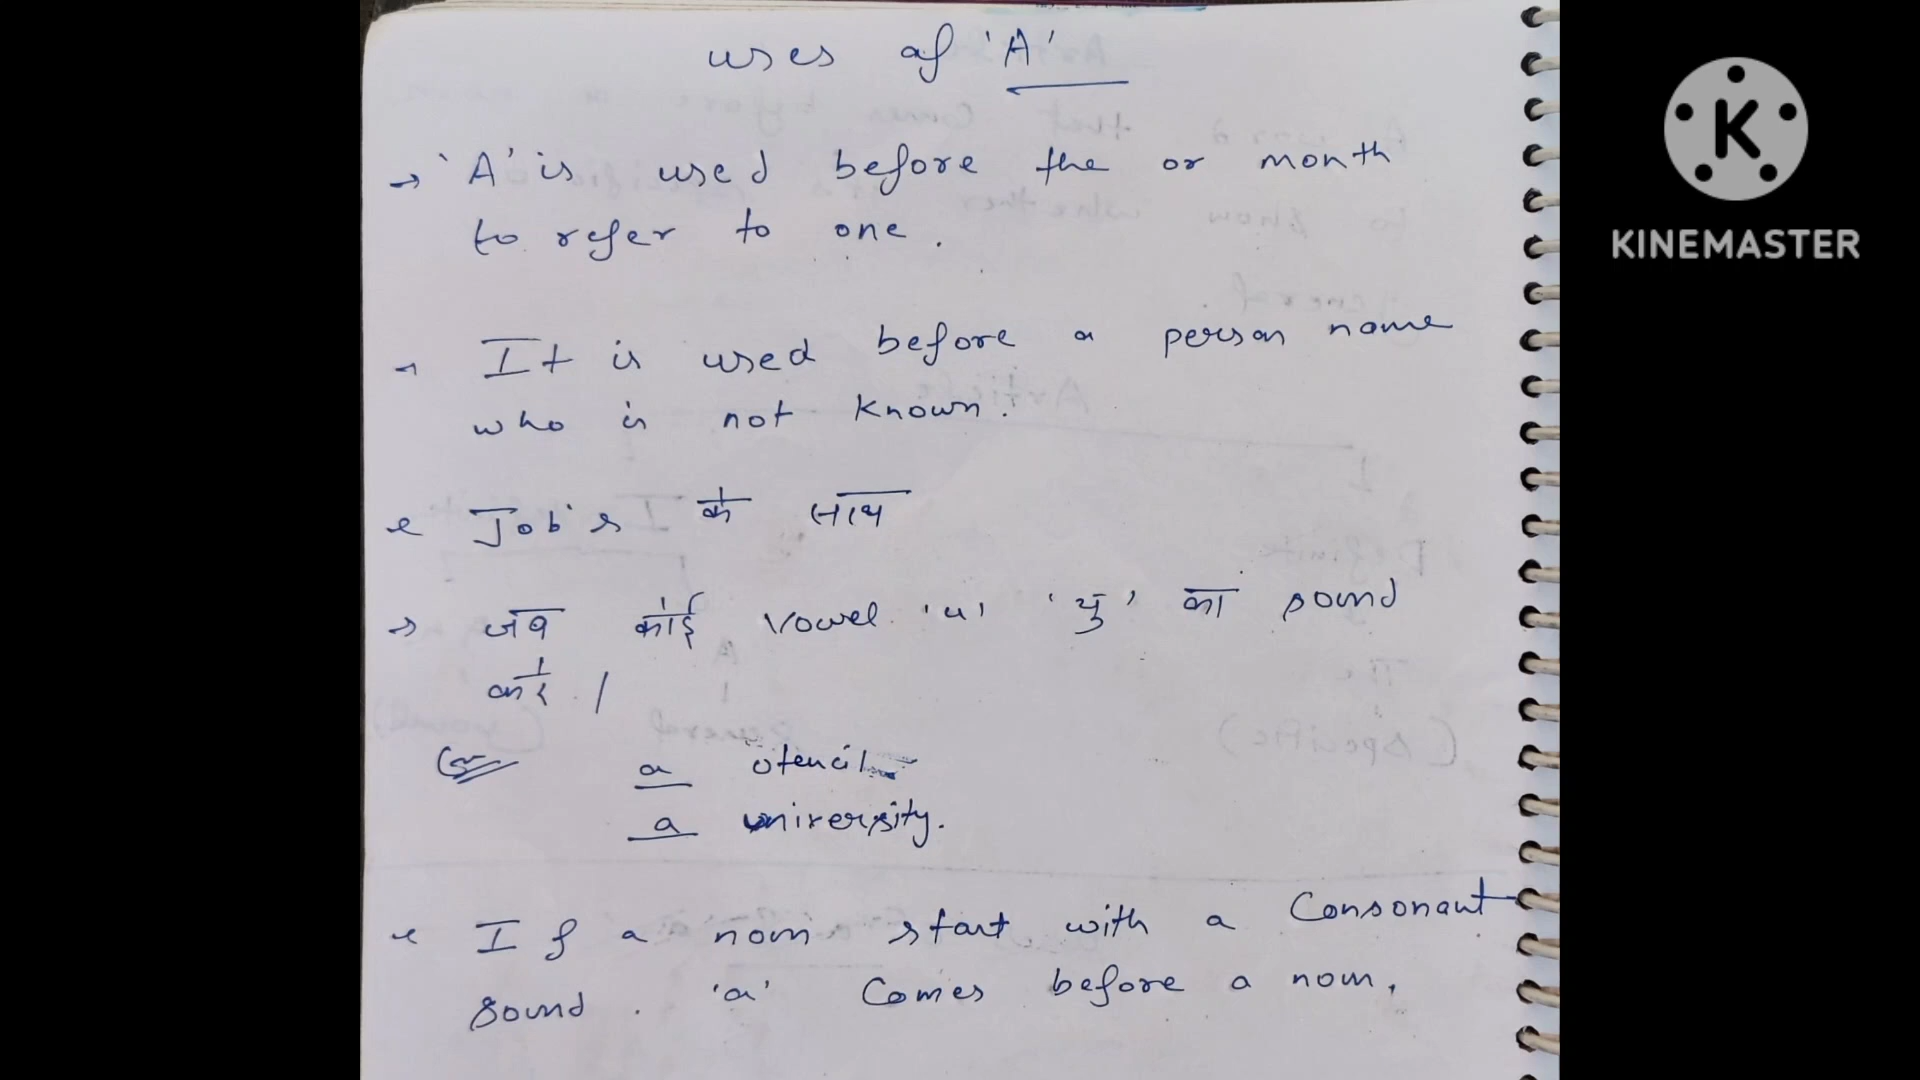 uses of 'A'
→ 'A' is used before the or month
to refer to one.
It is used before a person name
who is not known.
Job's के साथ
→ जब कोई vowel 'u' 'यु' का sound
करे।
a utencil
a university.
If a noun start with a Consonant
sound. 'a' Comes before a noun.
KINEMASTER